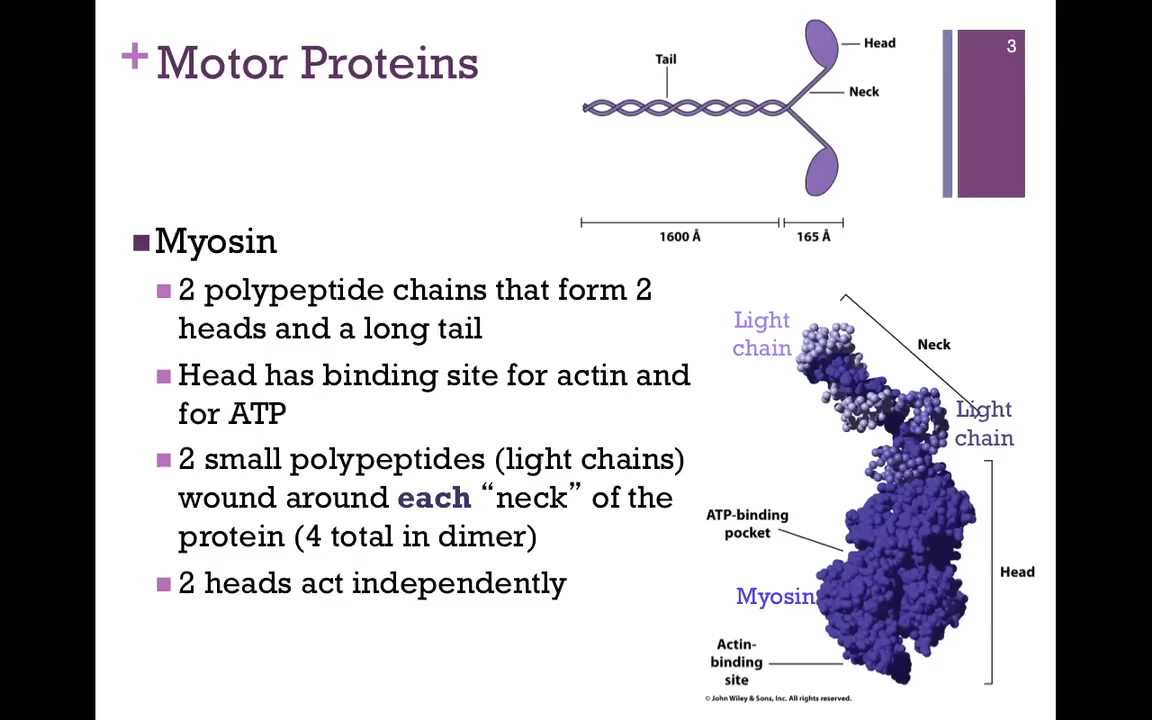 + Motor Proteins
3
Head
Tail
Neck
1600 Å
165 Å
Myosin
2 polypeptide chains that form 2
heads and a long tail
Head has binding site for actin and
for ATP
2 small polypeptides (light chains)
wound around each “neck” of the
protein (4 total in dimer)
2 heads act independently
Light
chain
Neck
Light
chain
ATP-binding
pocket
Head
Myosin
Actin-
binding
site
© John Wiley & Sons, Inc. All rights reserved.